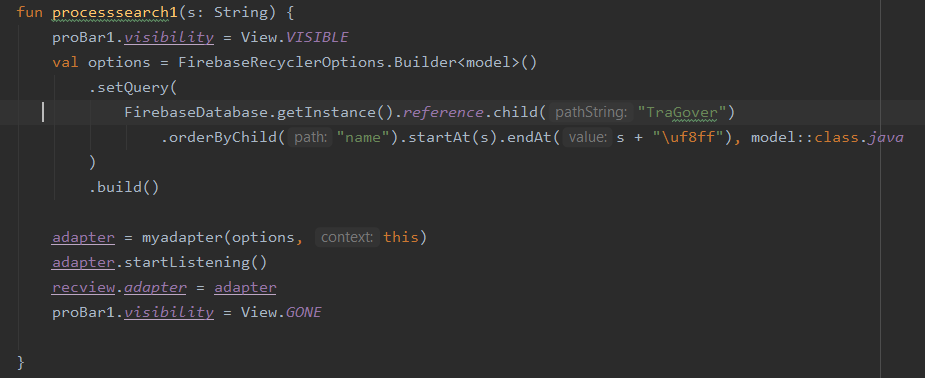 fun processsearch1(s: String) {
proBar1.visibility = View.VISIBLE
val options = FirebaseRecyclerOptions.Builder<model>()
.setQuery(
FirebaseDatabase.getInstance().reference.child( pathString: "TraGover")
.orderByChild( path: "name").startAt(s).endAt( value: s + "\uf8ff"), model::class.java
)
.build()
adapter = myadapter(options, context: this)
adapter.startListening()
recview.adapter = adapter
proBar1.visibility = View.GONE
}